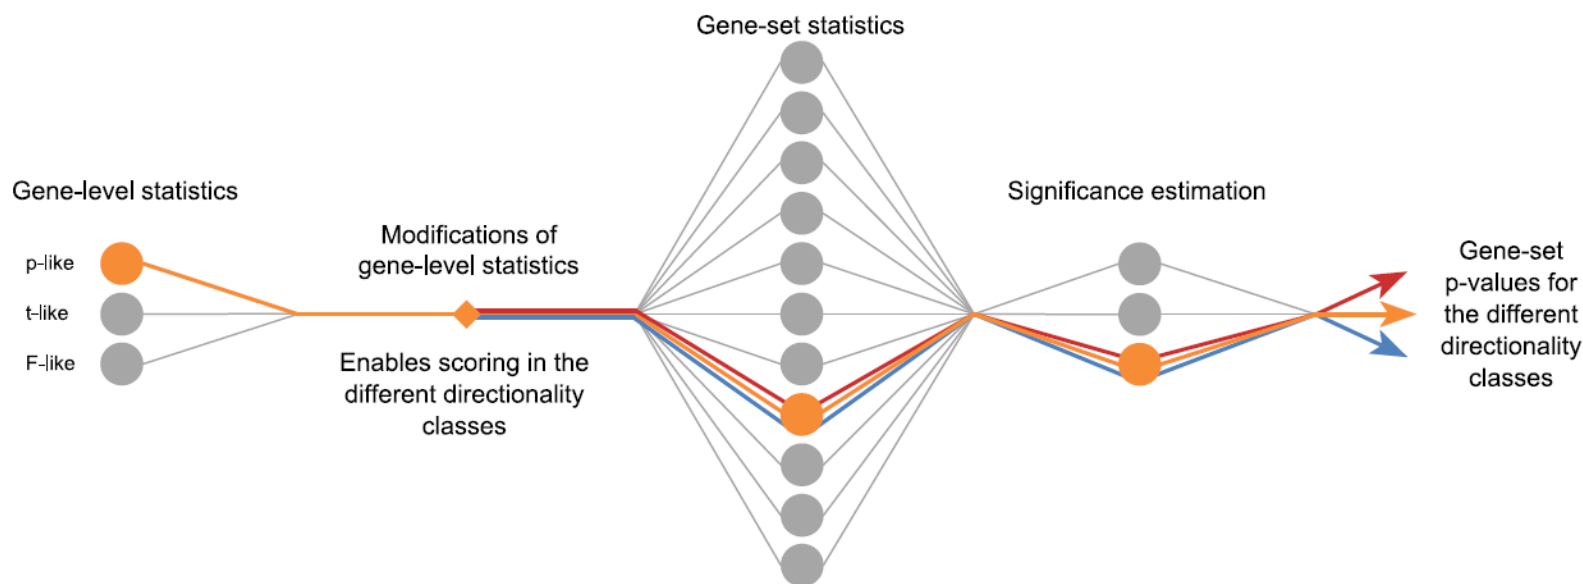 Gene-set statistics
Gene-level statistics
p-like
t-like
F-like
Modifications of
gene-level statistics
Enables scoring in the
different directionality
classes
Significance estimation
Gene-set
p-values for
the different
directionality
classes